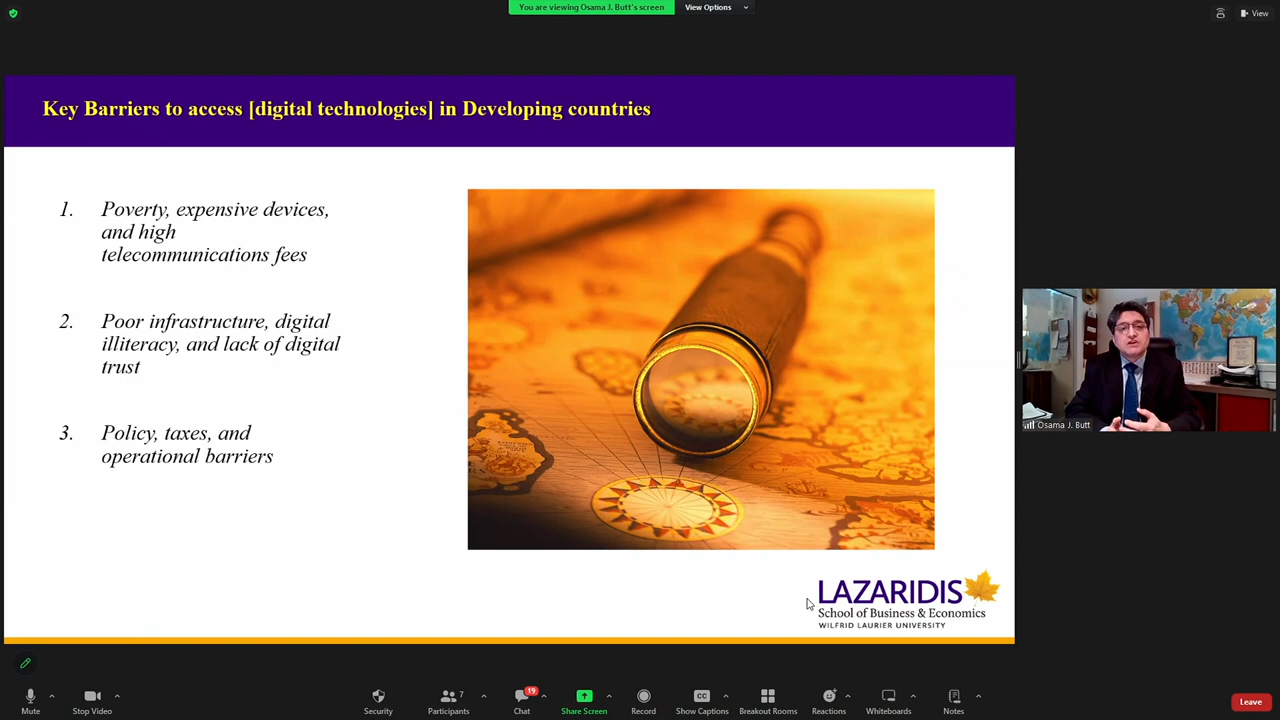 You are viewing Osama J. Butt's screen
View Options
View
Key Barriers to access [digital technologies] in Developing countries
1. Poverty, expensive devices,
and high
telecommunications fees
2. Poor infrastructure, digital
illiteracy, and lack of digital
trust
3. Policy, taxes, and
operational barriers
LAZARIDIS
School of Business & Economics
WILFRID LAURIER UNIVERSITY
Osama J. Butt
Mute
Stop Video
Security
7
Participants
19
Chat
Share Screen
Record
CC
Show Captions
Breakout Rooms
Reactions
Whiteboards
Notes
Leave